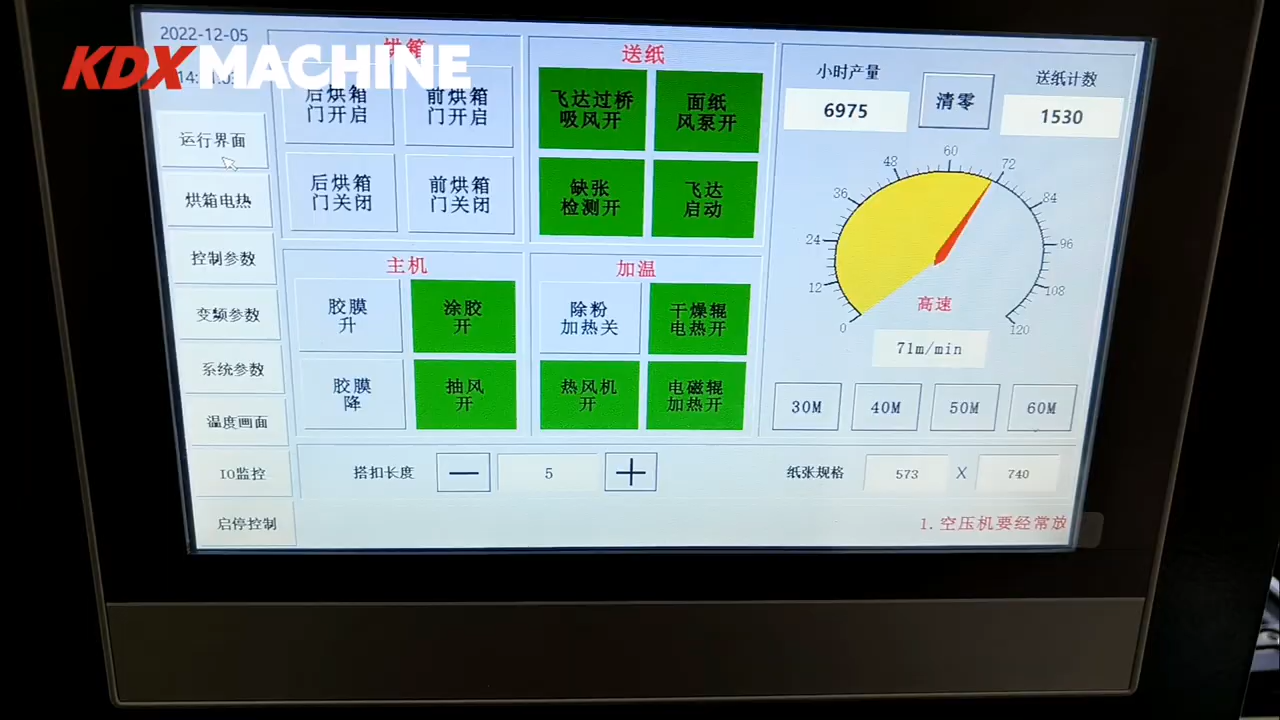 2022-12-05
KDX MACHINE
运行界面
烘箱电热
控制参数
变频参数
系统参数
温度画面
IO监控
启停控制
烘箱
后烘箱
门开启
前烘箱
门开启
后烘箱
门关闭
前烘箱
门关闭
送纸
飞达过桥
吸风开
面纸
风泵开
缺张
检测开
飞达
启动
主机
胶膜
升
涂胶
开
胶膜
降
抽风
开
加温
除粉
加热关
干燥辊
电热开
热风机
开
电磁辊
加热开
小时产量
6975
清零
送纸计数
1530
0
12
24
36
48
60
72
84
96
108
120
高速
71m/min
30M
40M
50M
60M
搭扣长度
—
5
+
纸张规格
573
X
740
1. 空压机要经常放